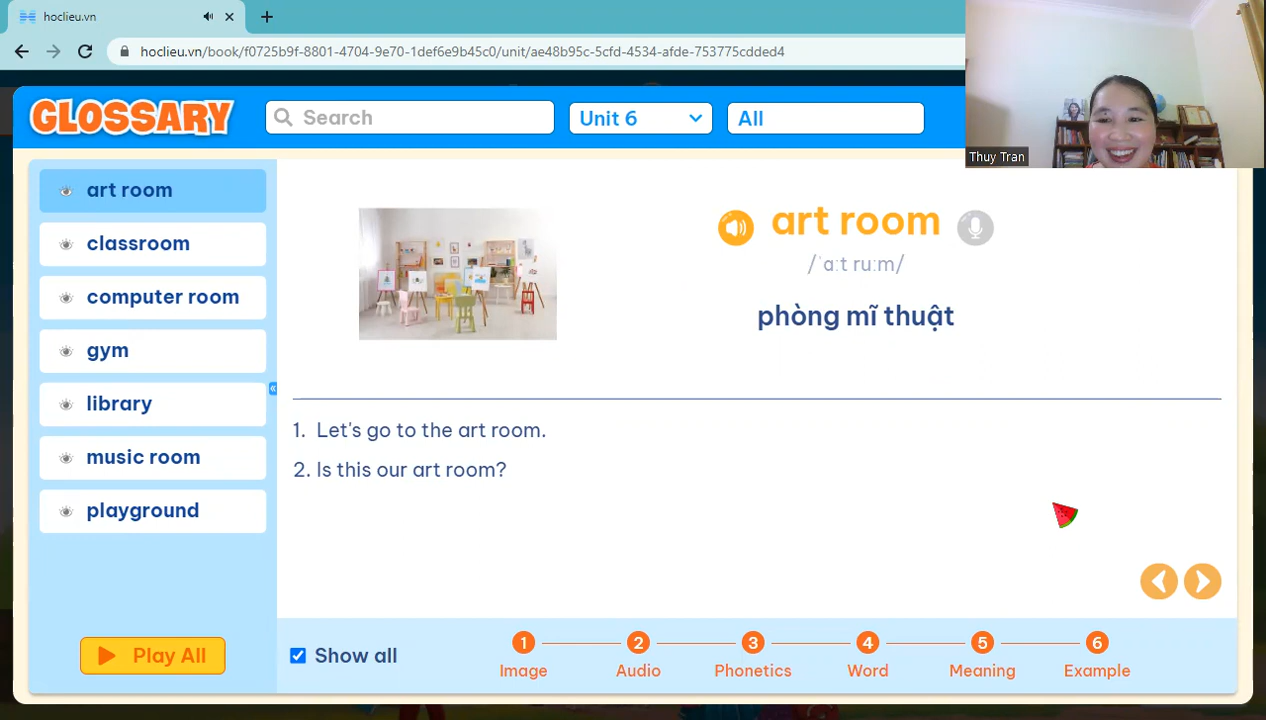 hoclieu.vn
hoclieu.vn/book/f0725b9f-8801-4704-9e70-1def6e9b45c0/unit/ae48b95c-5cfd-4534-afde-753775cdded4
GLOSSARY
Search
Unit 6
All
Thuy Tran
art room
classroom
computer room
gym
library
music room
playground
Play All
art room
/ˈɑːt ruːm/
phòng mĩ thuật
1. Let's go to the art room.
2. Is this our art room?
Show all
1 2 3 4 5 6
Image Audio Phonetics Word Meaning Example